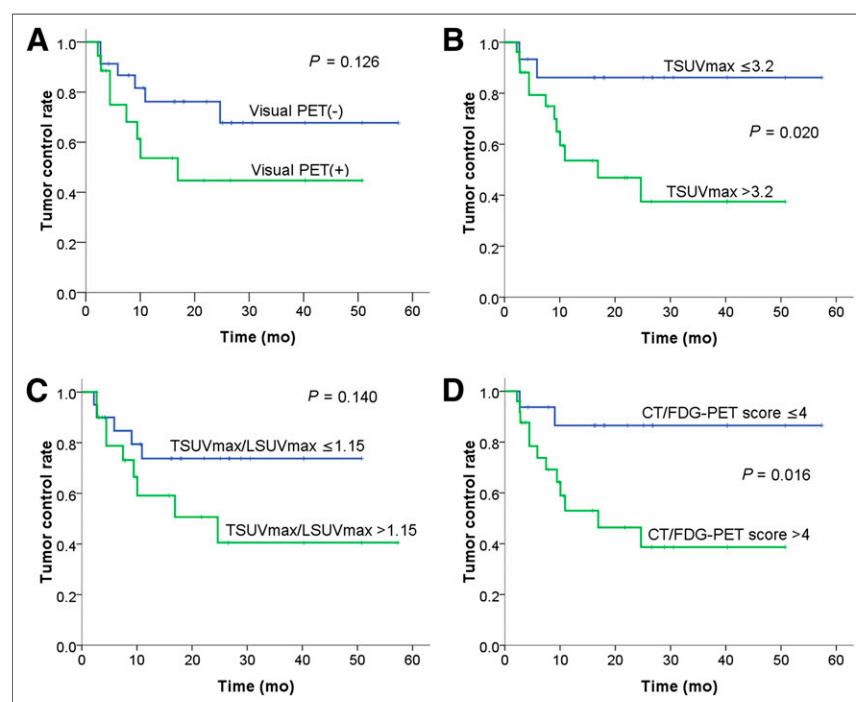 A
P = 0.126
Visual PET(-)
Visual PET(+)
Tumor control rate
1.0
0.8
0.6
0.4
0.2
0.0
0 10 20 30 40 50 60
Time (mo)
B
TSUVmax ≤3.2
P = 0.020
TSUVmax >3.2
Tumor control rate
1.0
0.8
0.6
0.4
0.2
0.0
0 10 20 30 40 50 60
Time (mo)
C
P = 0.140
TSUVmax/LSUVmax ≤1.15
TSUVmax/LSUVmax >1.15
Tumor control rate
1.0
0.8
0.6
0.4
0.2
0.0
0 10 20 30 40 50 60
Time (mo)
D
CT/FDG-PET score ≤4
P = 0.016
CT/FDG-PET score >4
Tumor control rate
1.0
0.8
0.6
0.4
0.2
0.0
0 10 20 30 40 50 60
Time (mo)